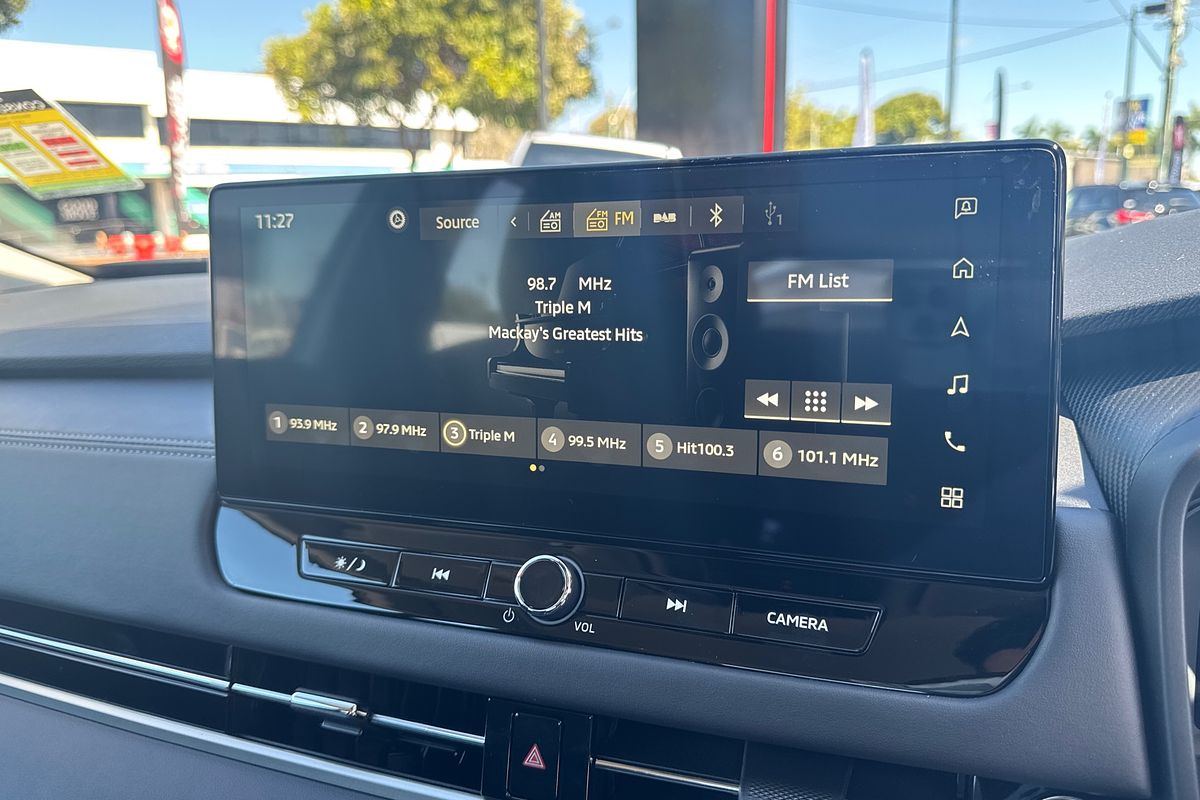 11:27
Source
AM
FM FM
DAB
1
FM List
98.7 MHz
Triple M
Mackay's Greatest Hits
1 93.9 MHz
2 97.9 MHz
3 Triple M
4 99.5 MHz
5 Hit100.3
6 101.1 MHz
VOL
CAMERA